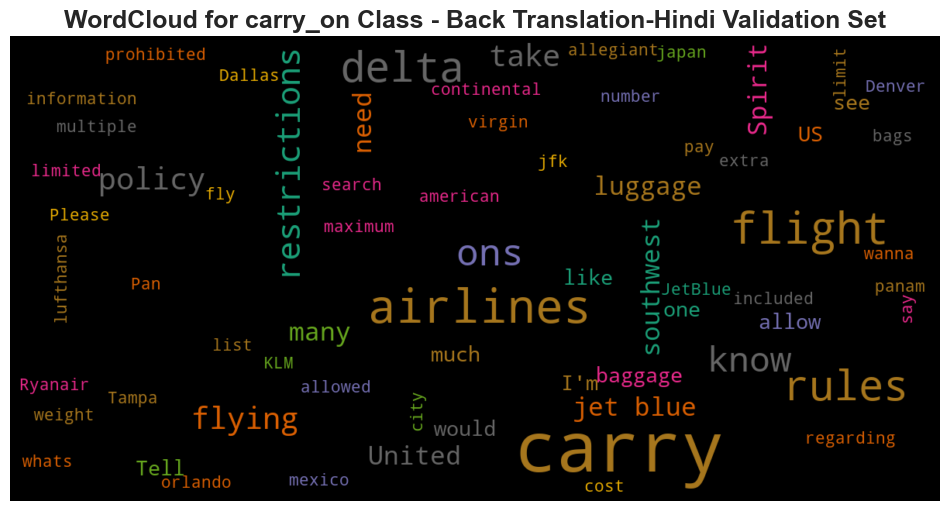 WordCloud for carry_on Class - Back Translation-Hindi Validation Set
prohibited
Dallas
restrictions
delta
take
allegiant
japan
Spirit
limit
Denver
information
need
continental
number
see
multiple
virgin
US
bags
limited
policy
fly
search
jfk
pay
extra
Please
american
luggage
maximum
flight
lufthansa
ons
southwest
wanna
Pan
like
JetBlue
included
panam
say
airlines
one
allow
many
list
KLM
much
know
Ryanair
Tampa
allowed
I'm
baggage
rules
weight
flying
city
jet blue
would
regarding
whats
Tell
United
carry
orlando
mexico
cost